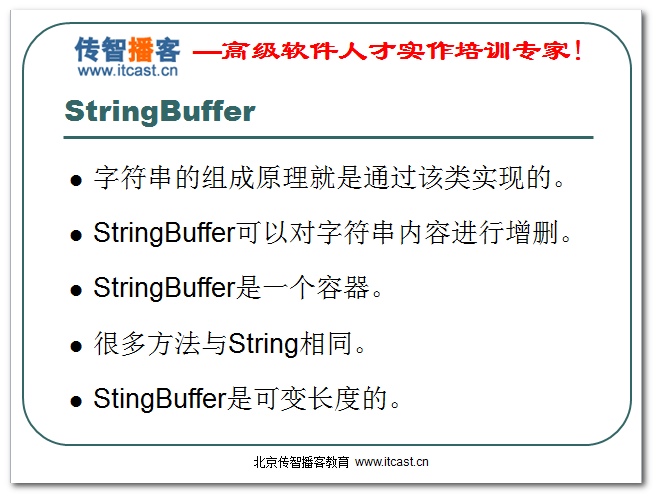 传智播客 —高级软件人才实作培训专家!
www.itcast.cn
StringBuffer
● 字符串的组成原理就是通过该类实现的。
● StringBuffer可以对字符串内容进行增删。
● StringBuffer是一个容器。
● 很多方法与String相同。
● StingBuffer是可变长度的。
北京传智播客教育 www.itcast.cn